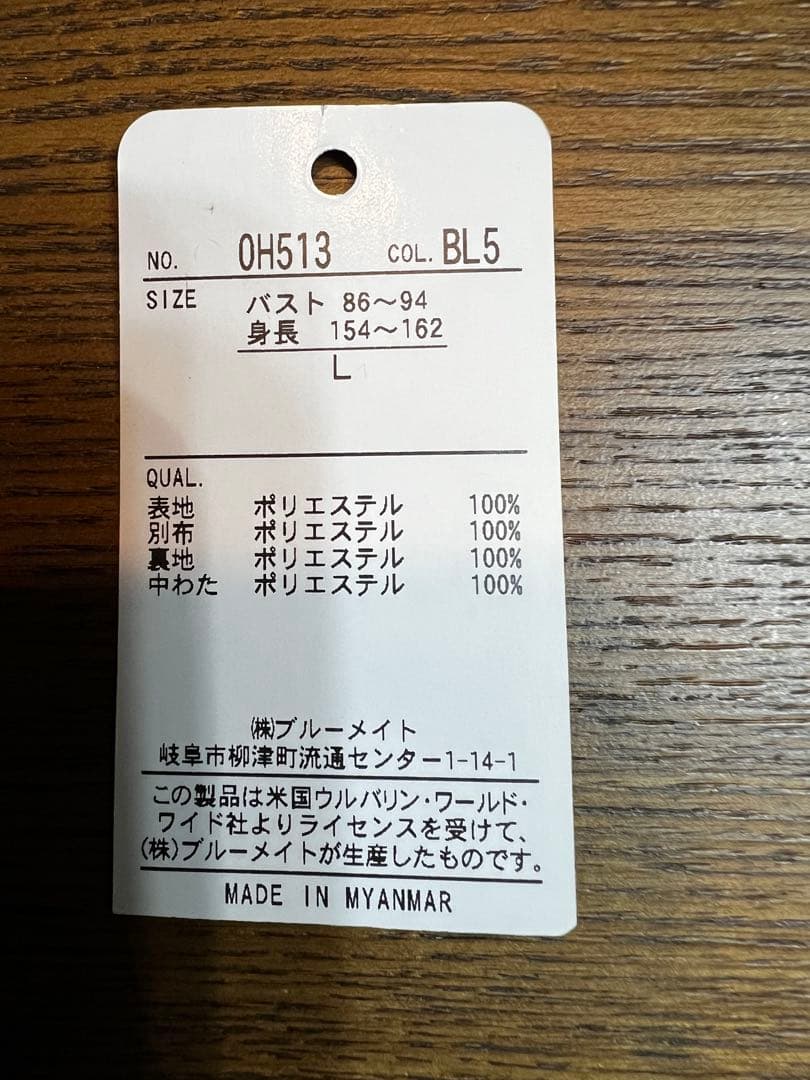 NO. 0H513 COL. BL5
SIZE バスト 86〜94
身長 154〜162
L
QUAL.
表地 ポリエステル 100%
別布 ポリエステル 100%
裏地 ポリエステル 100%
中わた ポリエステル 100%
㈱ブルーメイト
岐阜市柳津町流通センター1-14-1
この製品は米国ウルバリン・ワールド・
ワイド社よりライセンスを受けて、
(株)ブルーメイトが生産したものです。
MADE IN MYANMAR